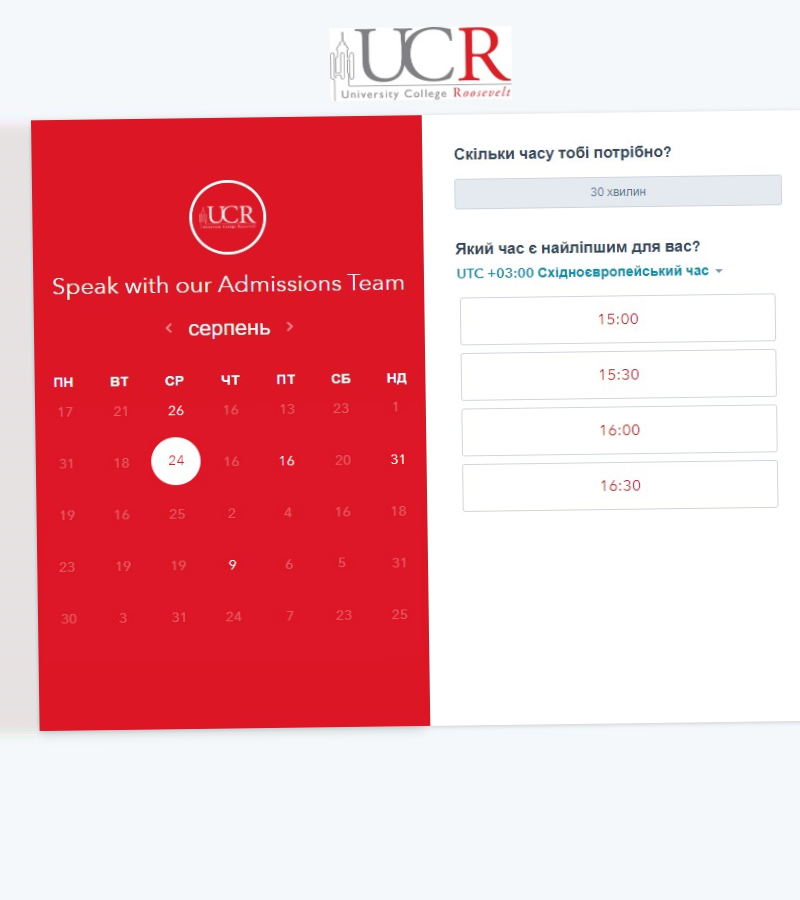 UCR
University College Roosevelt
UCR
Speak with our Admissions Team
серпень
ПН ВТ СР ЧТ ПТ СБ НД
17 21 26 16 13 23 1
31 18 24 16 16 20 31
19 16 25 2 4 16 18
23 19 19 9 6 5 31
30 3 31 24 7 23 25
Скільки часу тобі потрібно?
30 хвилин
Який час є найліпшим для вас?
UTC +03:00 Східноєвропейський час
15:00
15:30
16:00
16:30